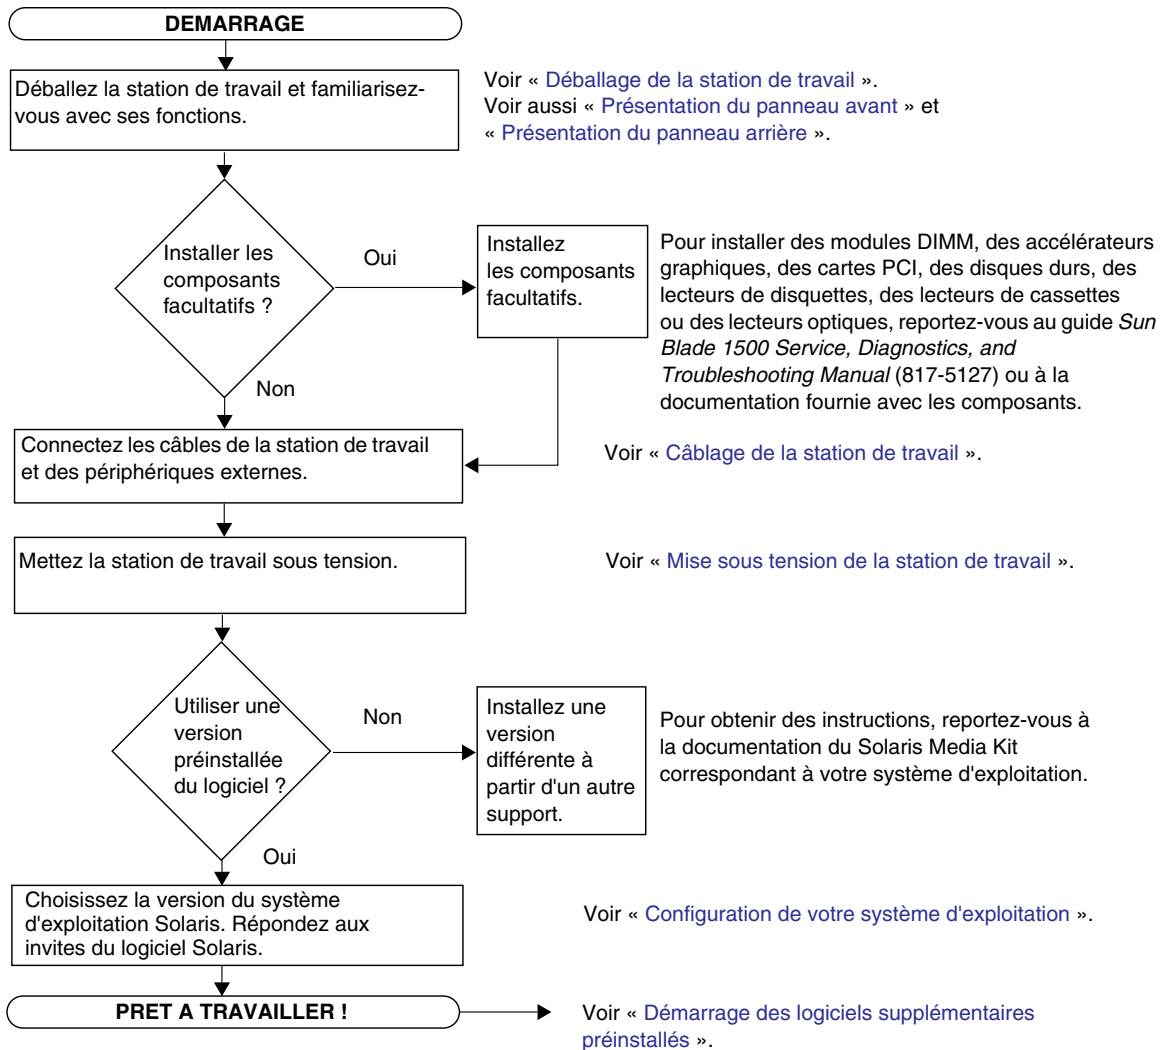 DEMARRAGE
Déballez la station de travail et familiarisez-
vous avec ses fonctions.
Voir « Déballage de la station de travail ».
Voir aussi « Présentation du panneau avant » et
« Présentation du panneau arrière ».
Installer les
composants
facultatifs ?
Oui
Installez
les composants
facultatifs.
Pour installer des modules DIMM, des accélérateurs
graphiques, des cartes PCI, des disques durs, des
lecteurs de disquettes, des lecteurs de cassettes
ou des lecteurs optiques, reportez-vous au guide Sun
Blade 1500 Service, Diagnostics, and
Troubleshooting Manual (817-5127) ou à la
documentation fournie avec les composants.
Non
Connectez les câbles de la station de travail
et des périphériques externes.
Voir « Câblage de la station de travail ».
Mettez la station de travail sous tension.
Voir « Mise sous tension de la station de travail ».
Utiliser une
version
préinstallée
du logiciel ?
Non
Installez une
version
différente à
partir d'un autre
support.
Pour obtenir des instructions, reportez-vous à
la documentation du Solaris Media Kit
correspondant à votre système d'exploitation.
Oui
Choisissez la version du système
d'exploitation Solaris. Répondez aux
invites du logiciel Solaris.
Voir « Configuration de votre système d'exploitation ».
PRET A TRAVAILLER !
Voir « Démarrage des logiciels supplémentaires
préinstallés ».